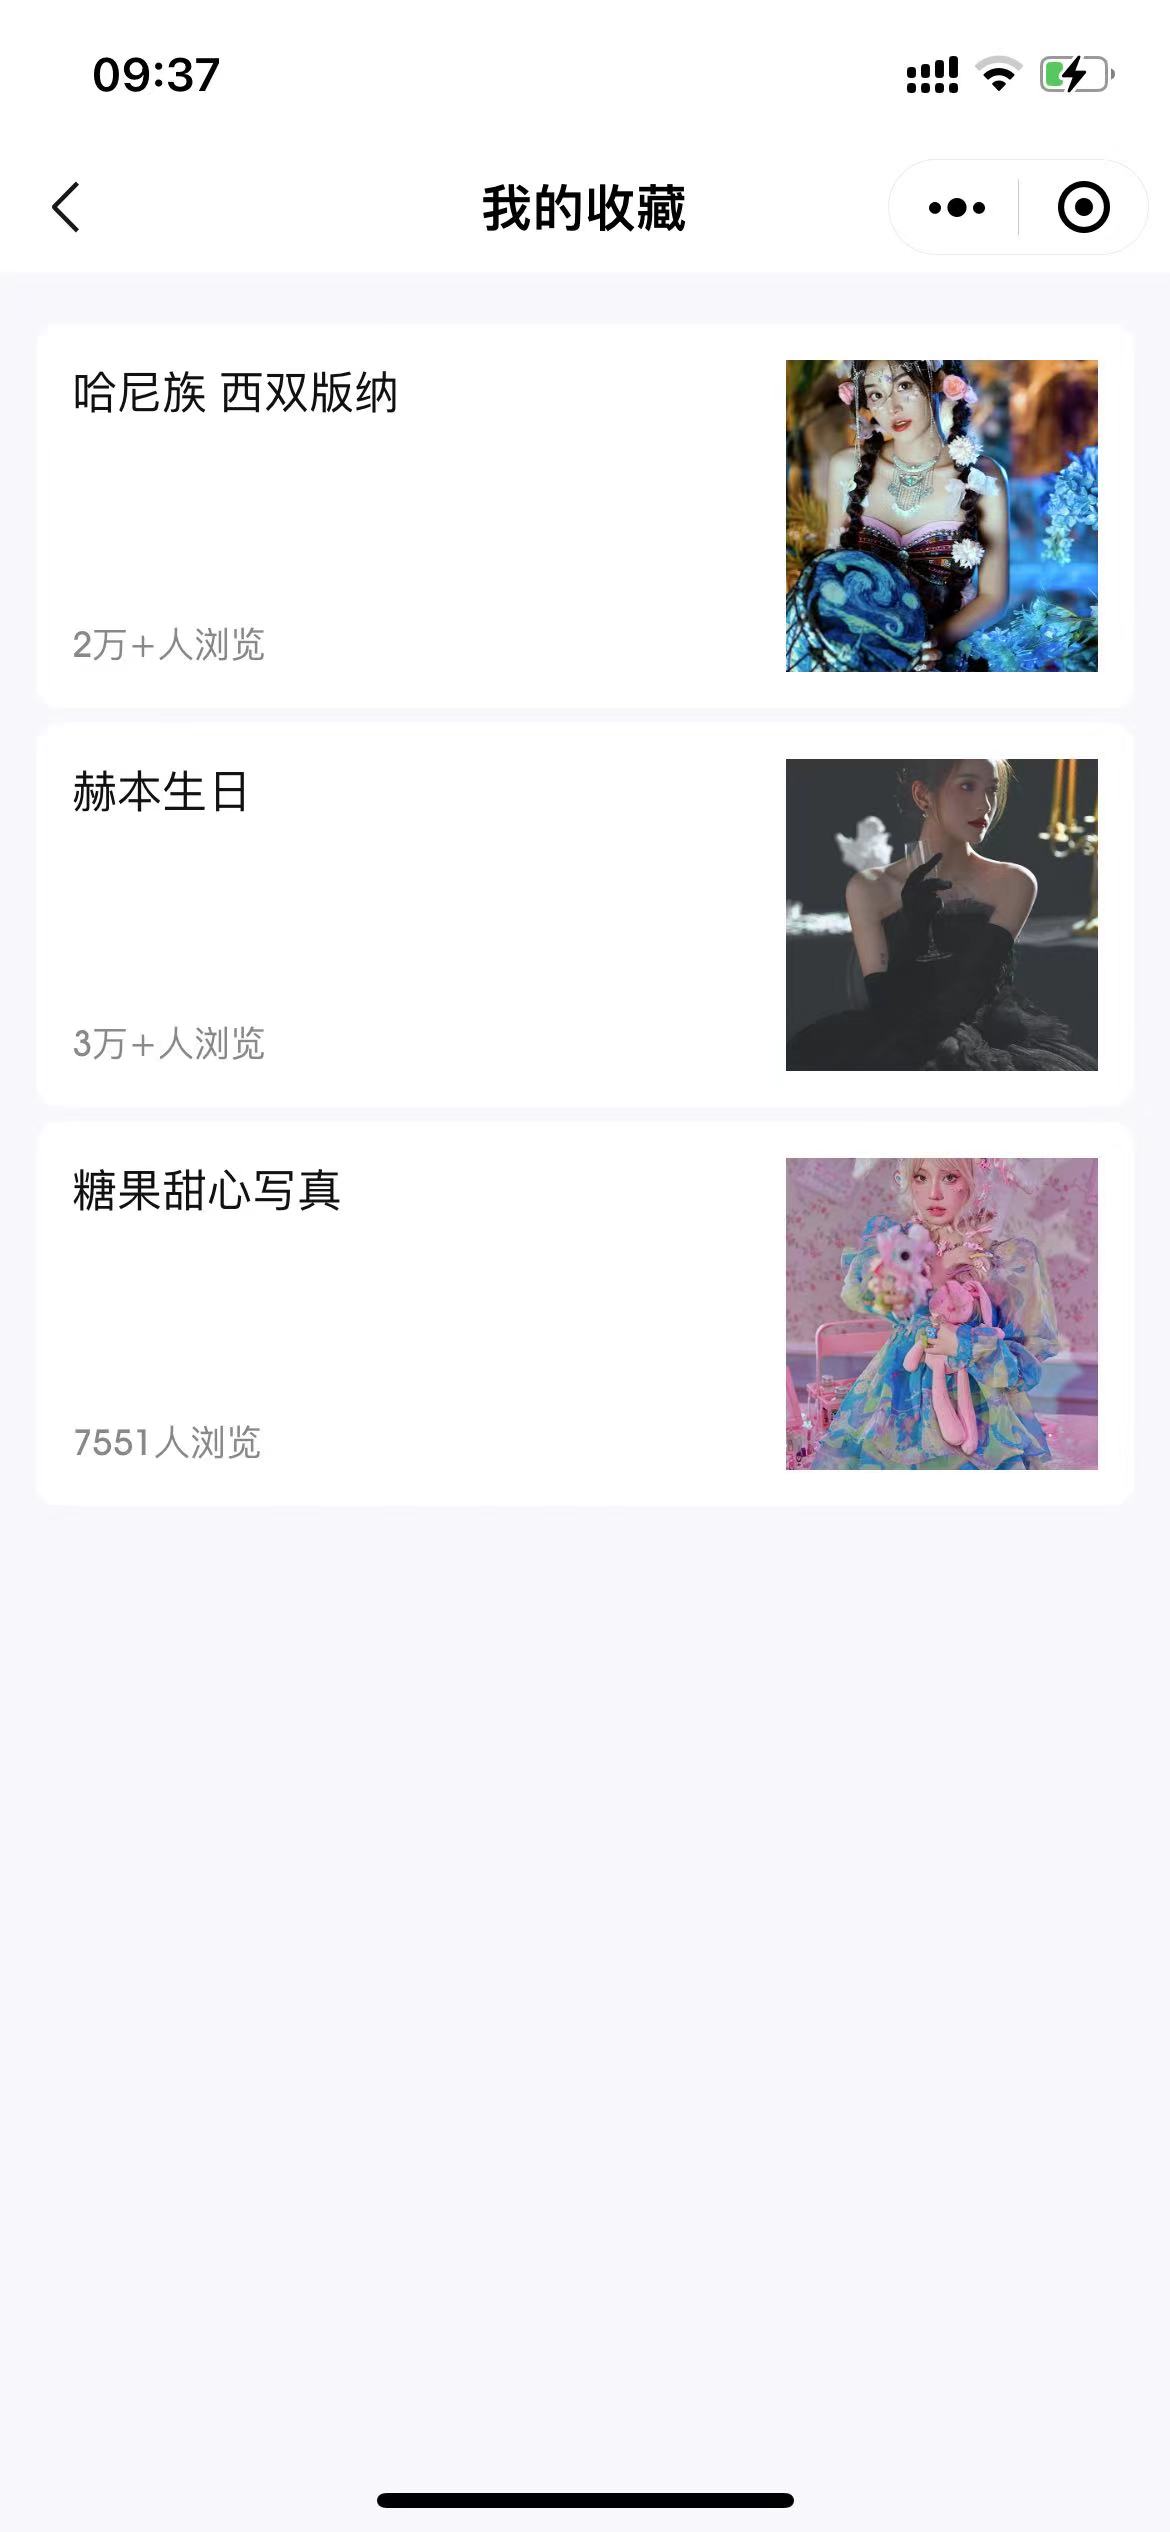 09:37
我的收藏
哈尼族 西双版纳
2万+人浏览
赫本生日
3万+人浏览
糖果甜心写真
7551人浏览